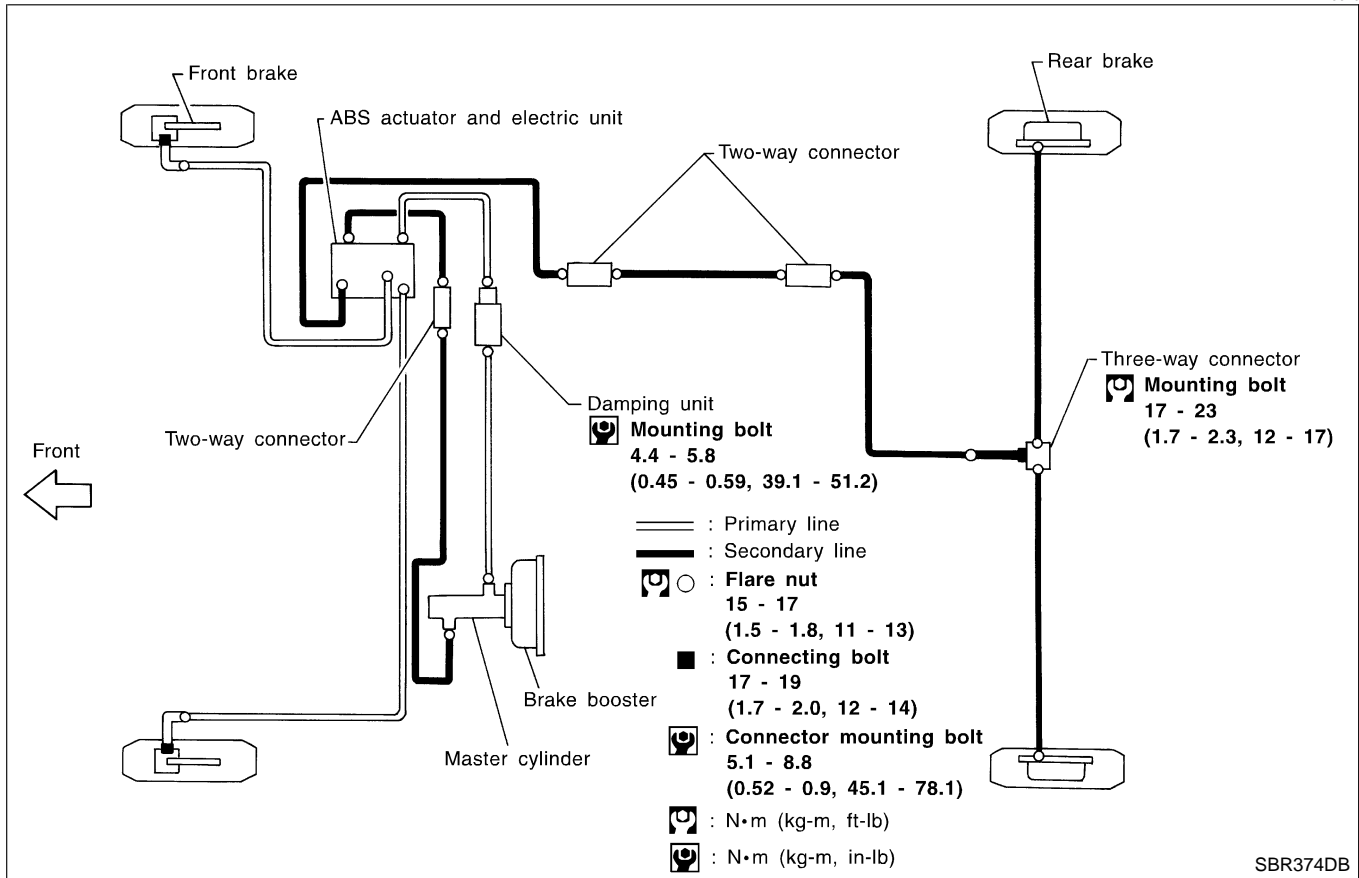 Front brake
ABS actuator and electric unit
Two-way connector
Rear brake
Two-way connector
Damping unit
Mounting bolt
4.4 - 5.8
(0.45 - 0.59, 39.1 - 51.2)
Three-way connector
Mounting bolt
17 - 23
(1.7 - 2.3, 12 - 17)
Front
Brake booster
Master cylinder
: Primary line
: Secondary line
: Flare nut
15 - 17
(1.5 - 1.8, 11 - 13)
: Connecting bolt
17 - 19
(1.7 - 2.0, 12 - 14)
: Connector mounting bolt
5.1 - 8.8
(0.52 - 0.9, 45.1 - 78.1)
: N•m (kg-m, ft-lb)
: N•m (kg-m, in-lb)
SBR374DB